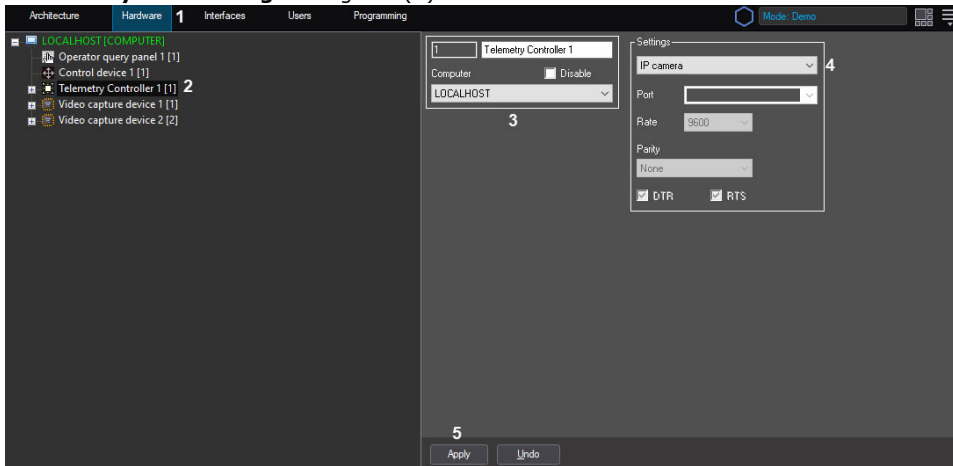 Architecture Hardware 1 Interfaces Users Programming Mode: Demo
LOCALHOST [COMPUTER]
Operator query panel 1 [1]
Control device 1 [1]
Telemetry Controller 1 [1] 2
Video capture device 1 [1]
Video capture device 2 [2]
1 Telemetry Controller 1
Computer Disable
LOCALHOST
3
Settings
IP camera 4
Port
Rate 9600
Parity
None
DTR RTS
5
Apply Undo